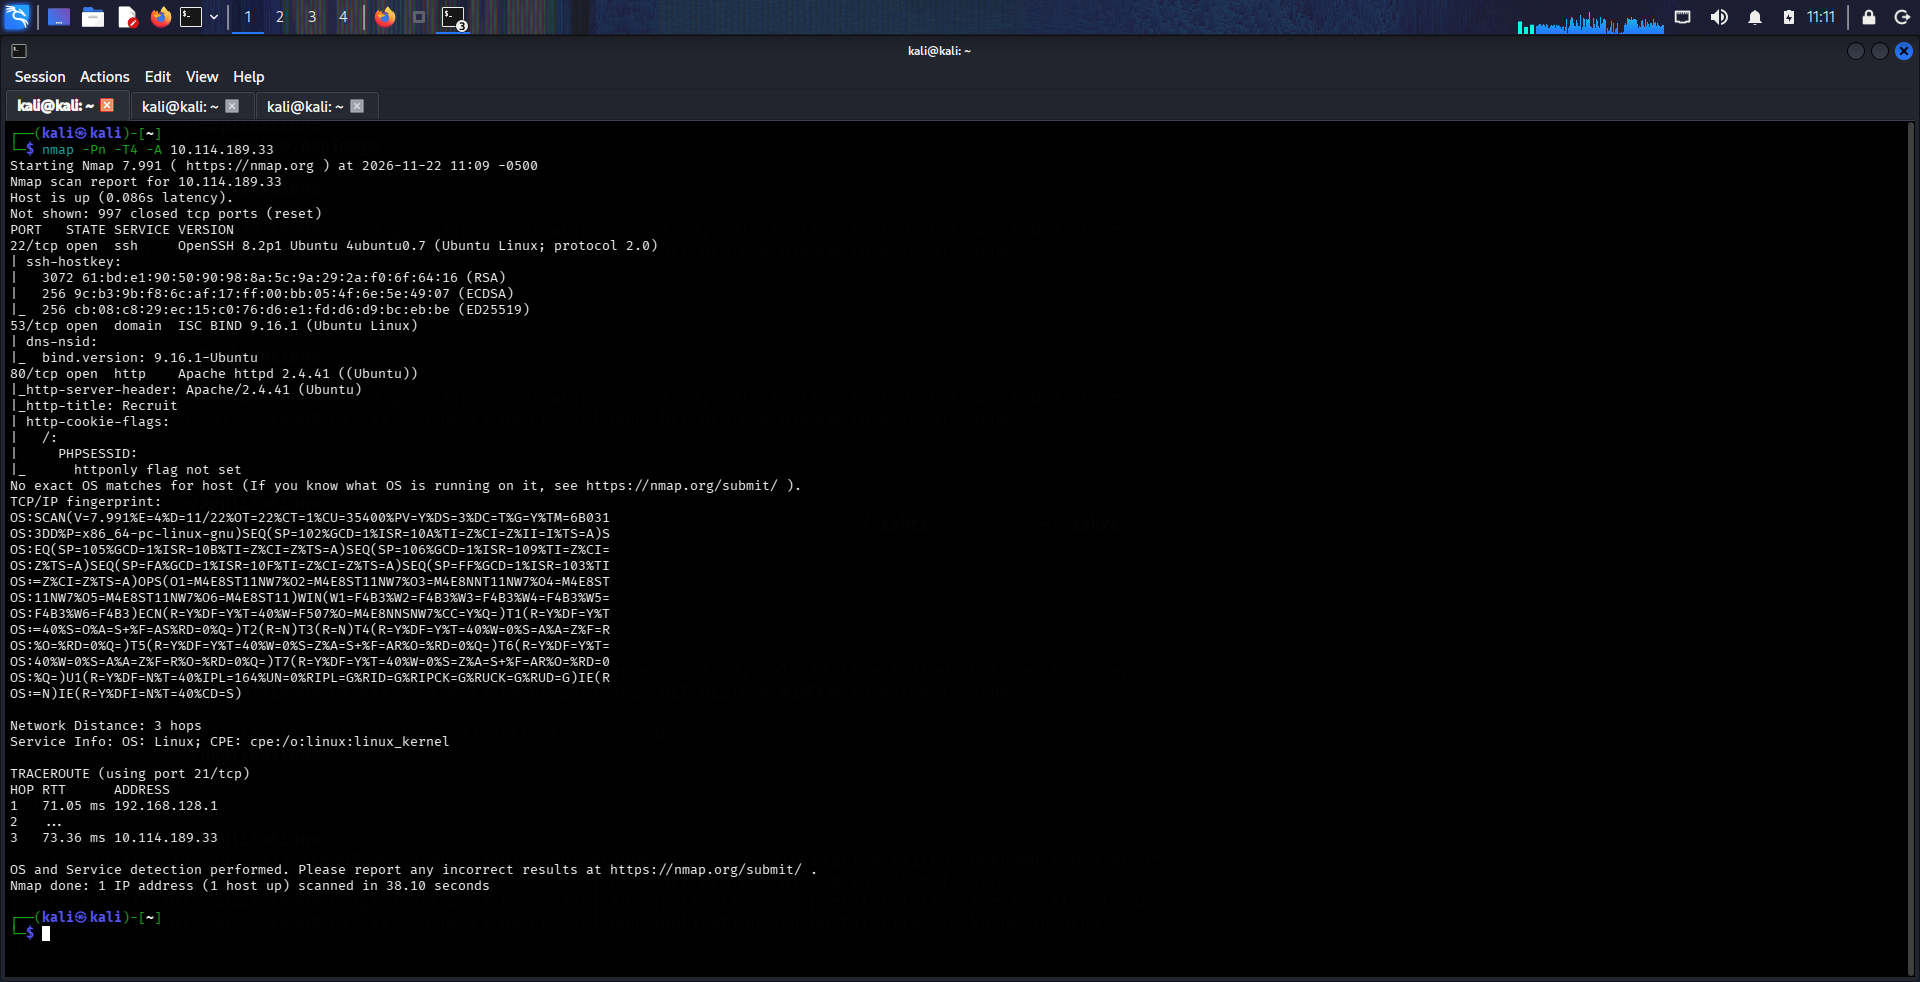 1 2 3 4 3 11:11
kali@kali: ~
Session Actions Edit View Help
kali@kali: ~ kali@kali: ~ kali@kali: ~
┌──(kali㉿kali)-[~]
└─$ nmap -Pn -T4 -A 10.114.189.33
Starting Nmap 7.991 ( https://nmap.org ) at 2026-11-22 11:09 -0500
Nmap scan report for 10.114.189.33
Host is up (0.086s latency).
Not shown: 997 closed tcp ports (reset)
PORT   STATE SERVICE VERSION
22/tcp open  ssh     OpenSSH 8.2p1 Ubuntu 4ubuntu0.7 (Ubuntu Linux; protocol 2.0)
| ssh-hostkey:
|   3072 61:bd:e1:90:50:90:98:8a:5c:9a:29:2a:f0:6f:64:16 (RSA)
|   256 9c:b3:9b:f8:6c:af:17:ff:00:bb:05:4f:6e:5e:49:07 (ECDSA)
|_  256 cb:08:c8:29:ec:15:c0:76:d6:e1:fd:d6:d9:bc:eb:be (ED25519)
53/tcp open  domain  ISC BIND 9.16.1 (Ubuntu Linux)
| dns-nsid:
|_  bind.version: 9.16.1-Ubuntu
80/tcp open  http    Apache httpd 2.4.41 ((Ubuntu))
|_http-server-header: Apache/2.4.41 (Ubuntu)
|_http-title: Recruit
| http-cookie-flags:
|   /:
|     PHPSESSID:
|_      httponly flag not set
No exact OS matches for host (If you know what OS is running on it, see https://nmap.org/submit/ ).
TCP/IP fingerprint:
OS:SCAN(V=7.991%E=4%D=11/22%OT=22%CT=1%CU=35400%PV=Y%DS=3%DC=T%G=Y%TM=6B031
OS:3DD%P=x86_64-pc-linux-gnu)SEQ(SP=102%GCD=1%ISR=10A%TI=Z%CI=Z%II=I%TS=A)S
OS:EQ(SP=105%GCD=1%ISR=10B%TI=Z%CI=Z%TS=A)SEQ(SP=106%GCD=1%ISR=109%TI=Z%CI=
OS:Z%TS=A)SEQ(SP=FA%GCD=1%ISR=10F%TI=Z%CI=Z%TS=A)SEQ(SP=FF%GCD=1%ISR=103%TI
OS:=Z%CI=Z%TS=A)OPS(O1=M4E8ST11NW7%O2=M4E8ST11NW7%O3=M4E8NNT11NW7%O4=M4E8ST
OS:11NW7%O5=M4E8ST11NW7%O6=M4E8ST11)WIN(W1=F4B3%W2=F4B3%W3=F4B3%W4=F4B3%W5=
OS:F4B3%W6=F4B3)ECN(R=Y%DF=Y%T=40%W=F507%O=M4E8NNSNW7%CC=Y%Q=)T1(R=Y%DF=Y%T
OS:=40%S=O%A=S+%F=AS%RD=0%Q=)T2(R=N)T3(R=N)T4(R=Y%DF=Y%T=40%W=0%S=A%A=Z%F=R
OS:%O=%RD=0%Q=)T5(R=Y%DF=Y%T=40%W=0%S=Z%A=S+%F=AR%O=%RD=0%Q=)T6(R=Y%DF=Y%T=
OS:40%W=0%S=A%A=Z%F=R%O=%RD=0%Q=)T7(R=Y%DF=Y%T=40%W=0%S=Z%A=S+%F=AR%O=%RD=0
OS:%Q=)U1(R=Y%DF=N%T=40%IPL=164%UN=0%RIPL=G%RID=G%RIPCK=G%RUCK=G%RUD=G)IE(R
OS:=N)IE(R=Y%DFI=N%T=40%CD=S)
Network Distance: 3 hops
Service Info: OS: Linux; CPE: cpe:/o:linux:linux_kernel
TRACEROUTE (using port 21/tcp)
HOP RTT      ADDRESS
1   71.05 ms 192.168.128.1
2   ...
3   73.36 ms 10.114.189.33
OS and Service detection performed. Please report any incorrect results at https://nmap.org/submit/ .
Nmap done: 1 IP address (1 host up) scanned in 38.10 seconds
┌──(kali㉿kali)-[~]
└─$